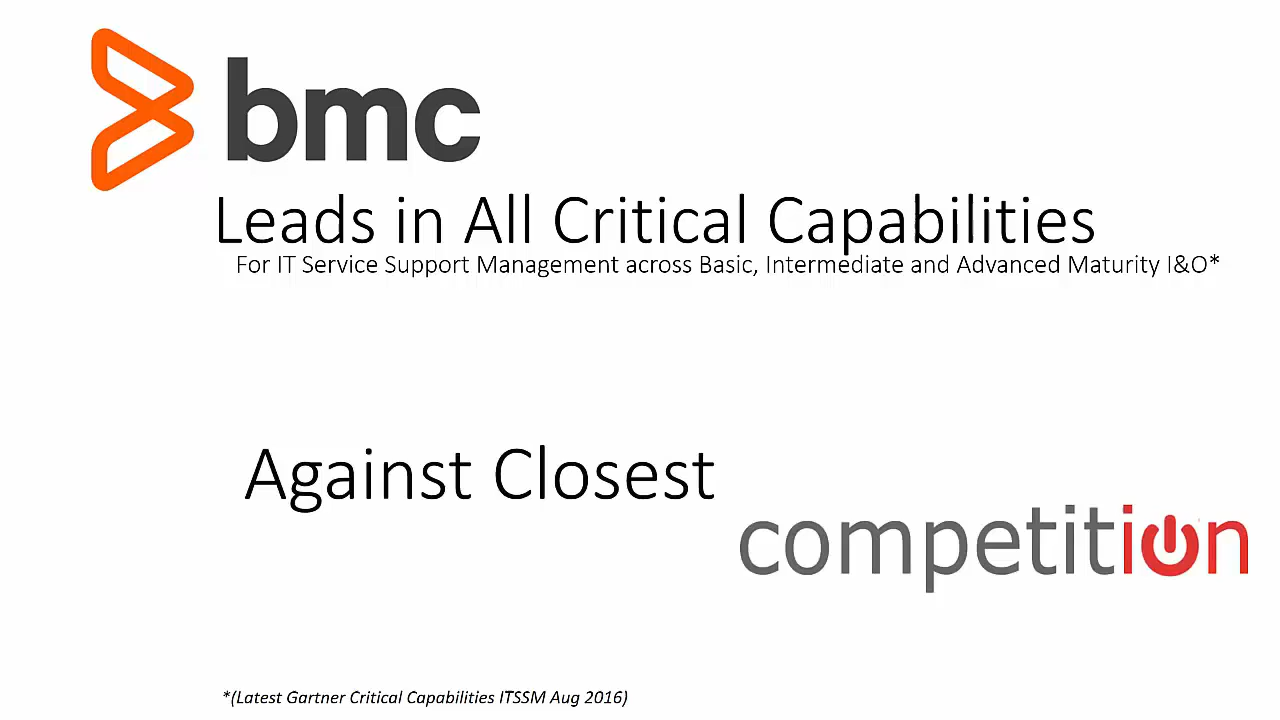 bmc
Leads in All Critical Capabilities
For IT Service Support Management across Basic, Intermediate and Advanced Maturity I&O*
Against Closest
competition
*(Latest Gartner Critical Capabilities ITSSM Aug 2016)